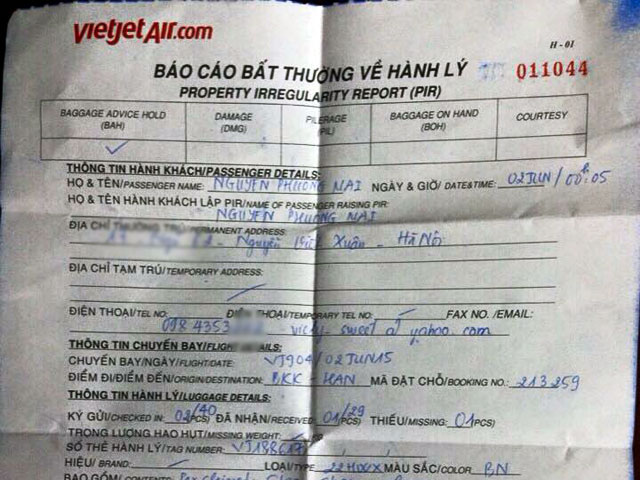 vietjetAir.com
H - 01
BÁO CÁO BẤT THƯỜNG VỀ HÀNH LÝ 011044
PROPERTY IRREGULARITY REPORT (PIR)
BAGGAGE ADVICE HOLD (BAH) DAMAGE (DMG) PILERAGE (PIL) BAGGAGE ON HAND (BOH) COURTESY
THÔNG TIN HÀNH KHÁCH/PASSENGER DETAILS:
HỌ & TÊN/PASSENGER NAME: NGUYEN PHUONG MAI NGÀY & GIỜ/ DATE&TIME: 02JUN/00h05
HỌ & TÊN HÀNH KHÁCH LẬP PIR/NAME OF PASSENGER RAISING PIR:
NGUYEN PHUONG MAI
ĐỊA CHỈ THƯỜNG TRÚ/PERMANENT ADDRESS:
- Nguyễn Xuân - Hà Nội
ĐỊA CHỈ TẠM TRÚ/TEMPORARY ADDRESS:
ĐIỆN THOẠI/TEL NO: ĐIỆN THOẠI/TEMPORARY TEL NO: FAX NO. /EMAIL:
098 4353 sweet at yahoo.com
THÔNG TIN CHUYẾN BAY/FLIGHT DETAILS:
CHUYẾN BAY/NGÀY/FLIGHT/DATE: VJ904/02JUN15
ĐIỂM ĐI/ĐIỂM ĐẾN/ORIGIN/DESTINATION: BKK - HAN MÃ ĐẶT CHỖ/BOOKING NO.: 213259
THÔNG TIN HÀNH LÝ/LUGGAGE DETAILS:
KÝ GỬI/CHECKED IN: 02/40 PCS) ĐÃ NHẬN/RECEIVED: 01/29 PCS) THIẾU/MISSING: 01 PCS)
TRỌNG LƯỢNG HAO HỤT/MISSING WEIGHT:
SỐ THẺ HÀNH LÝ/TAG NUMBER:
HIỆU/ BRAND: LOẠI/TYPE: MÀU SẮC/COLOR BN
BAO GỒM/